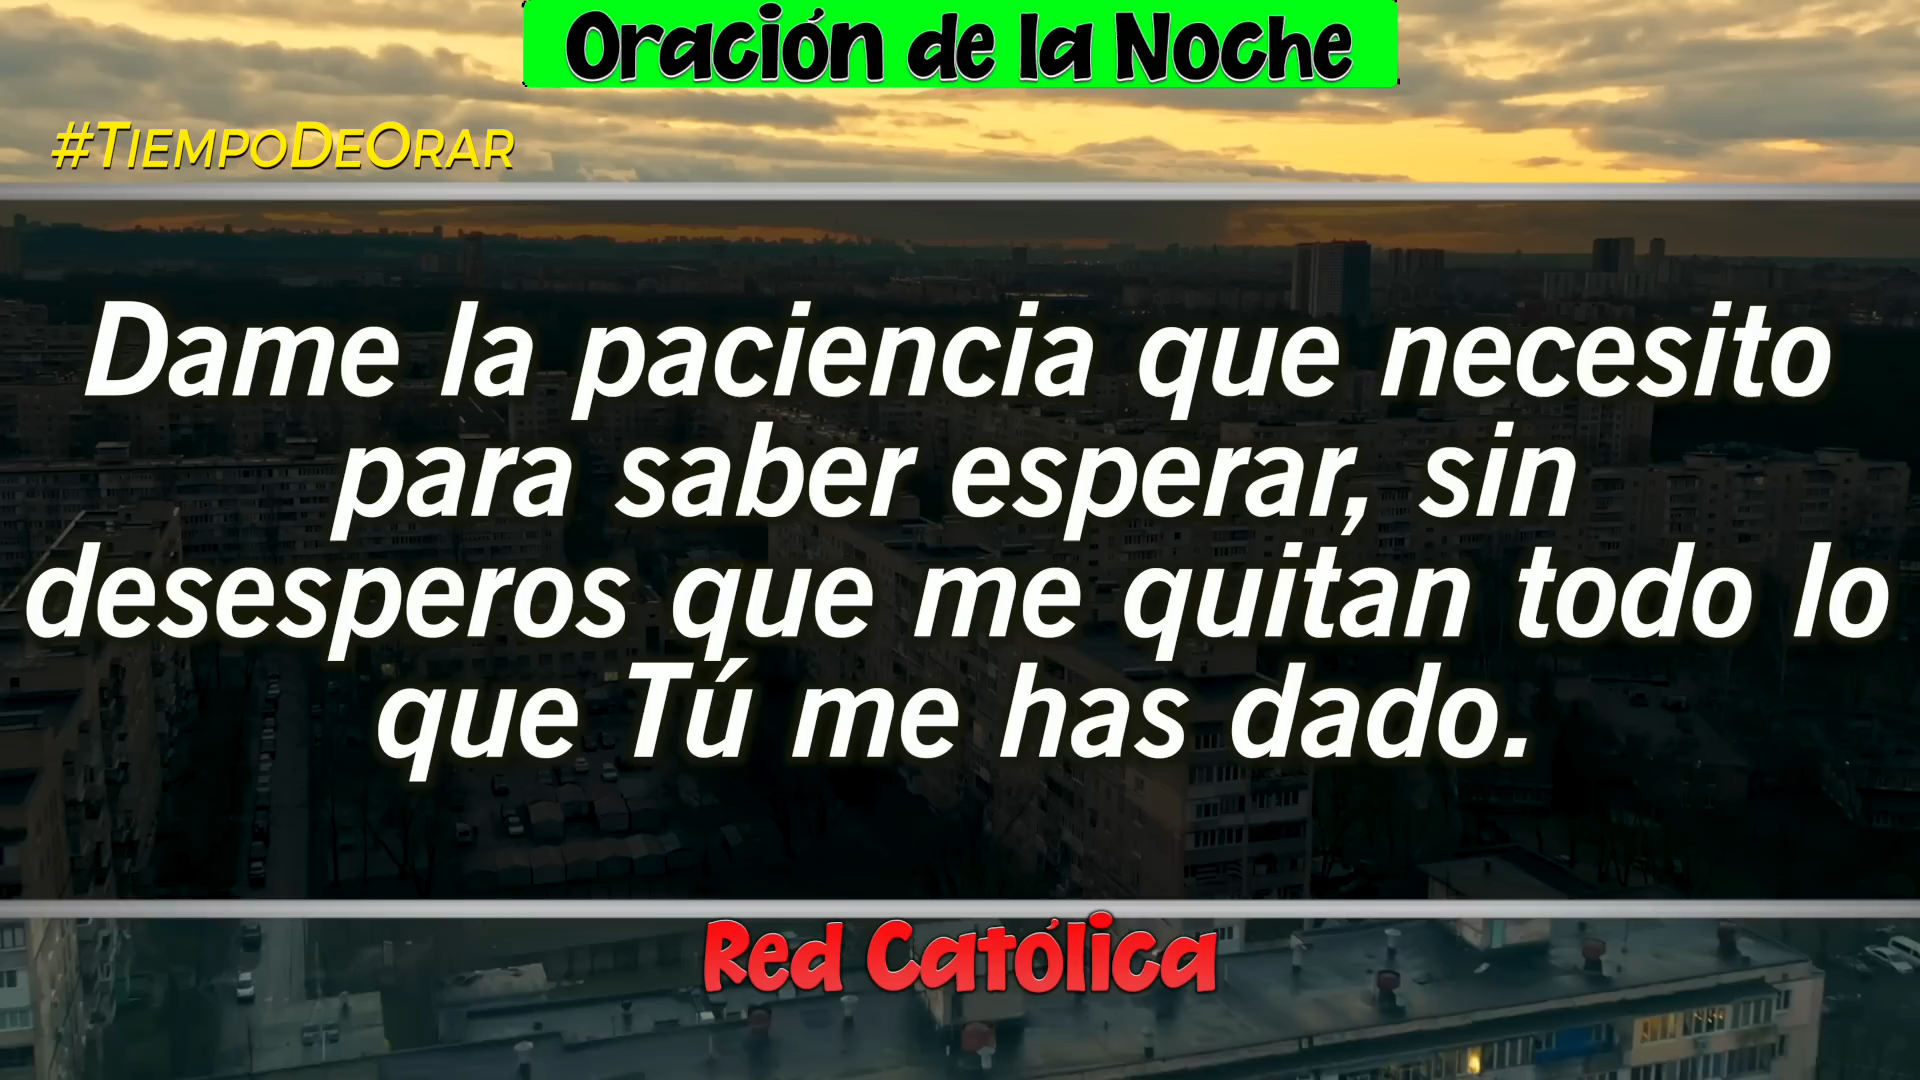 Oración de la Noche
#TiempoDeOrar
Dame la paciencia que necesito
para saber esperar, sin
desesperos que me quitan todo lo
que Tú me has dado.
Red Católica